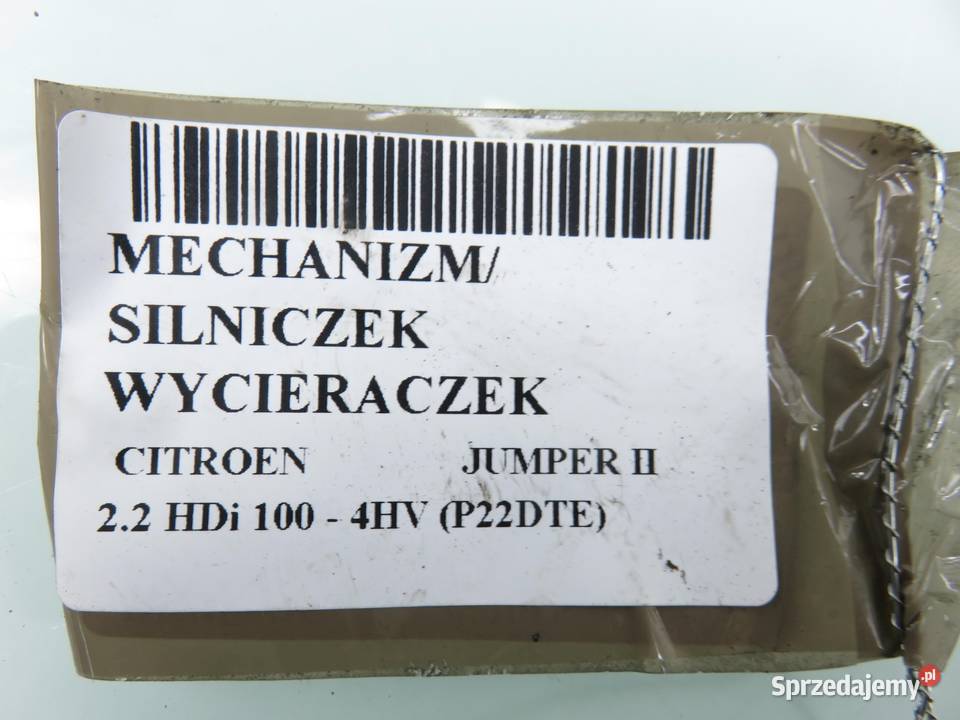 MECHANIZM/
SILNICZEK
WYCIERACZEK
CITROEN JUMPER II
2.2 HDi 100 - 4HV (P22DTE)
Sprzedajemy.pl